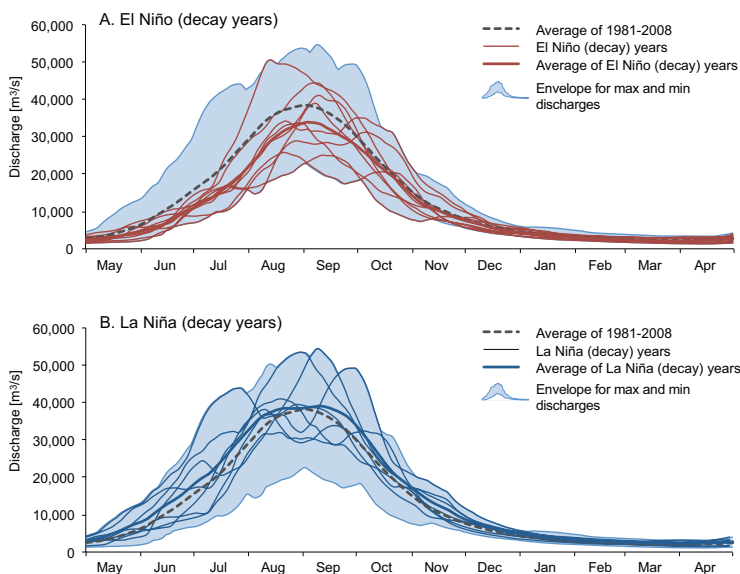 A. El Niño (decay years)
60,000
50,000
40,000
30,000
20,000
10,000
0
Discharge [m³/s]
Average of 1981-2008
El Niño (decay) years
Average of El Niño (decay) years
Envelope for max and min
discharges
May Jun Jul Aug Sep Oct Nov Dec Jan Feb Mar Apr
B. La Niña (decay years)
60,000
50,000
40,000
30,000
20,000
10,000
0
Discharge [m³/s]
Average of 1981-2008
La Niña (decay) years
Average of La Niña (decay) years
Envelope for max and min
discharges
May Jun Jul Aug Sep Oct Nov Dec Jan Feb Mar Apr